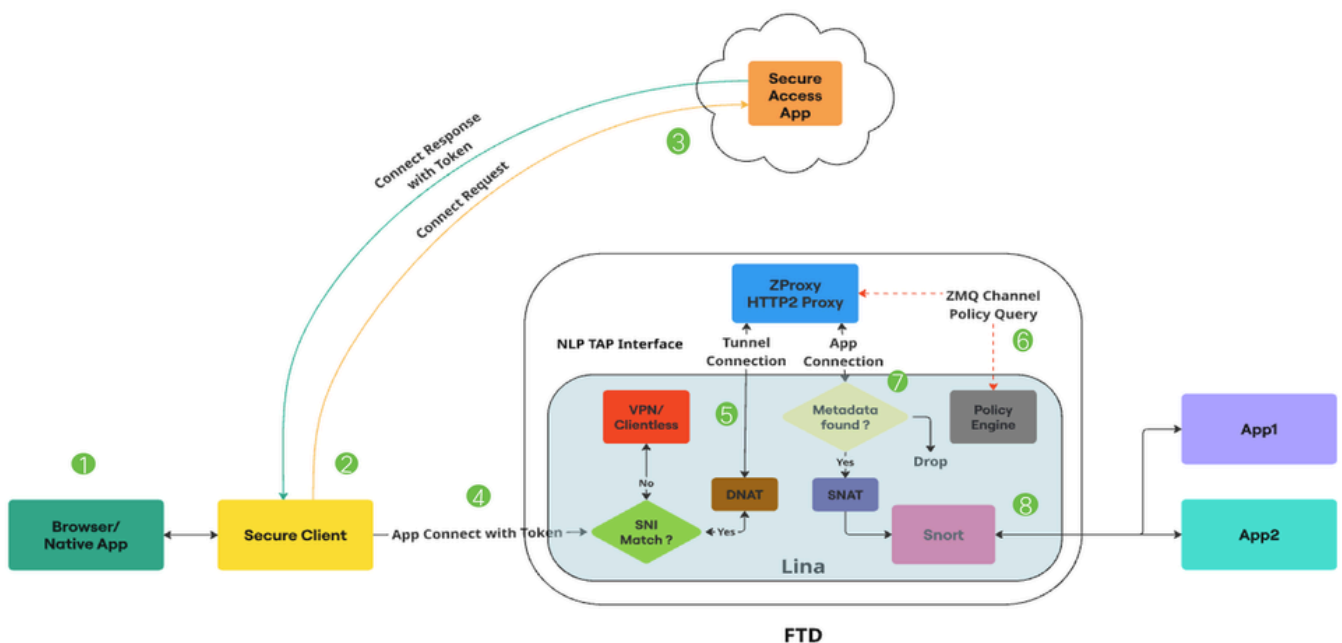 Secure
Access
App
Connect Response
with Token
Connect Request
3
ZProxy
HTTP2 Proxy
ZMQ Channel
Policy Query
6
NLP TAP Interface
Tunnel
Connection
App
Connection
7
VPN/
Clientless
5
Metadada
found ?
Policy
Engine
App1
1
2
Yes
Drop
No
4
DNAT
SNAT
8
Browser/
Native App
Secure Client
App Connect with Token
SNI
Match ?
Yes
Snort
App2
Lina
FTD